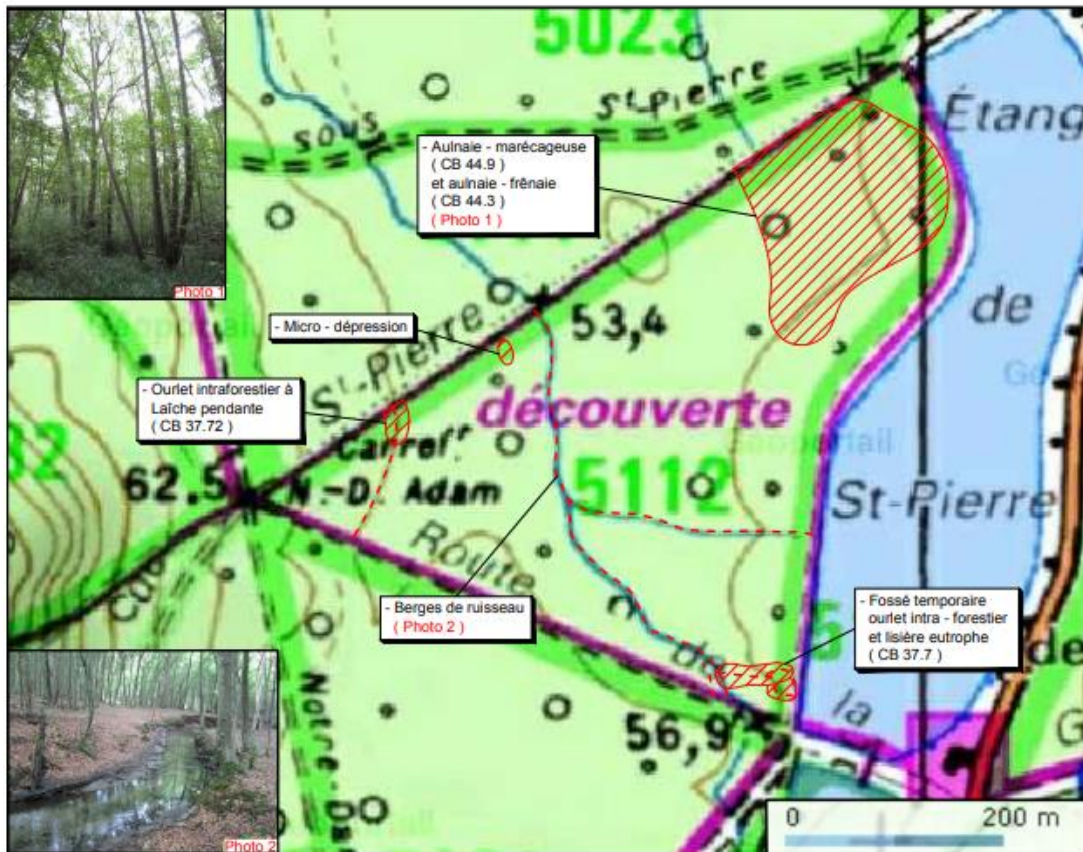 5023
Étang
St-Pierre
sous
- Aulnaie - marécageuse
( CB 44.9 )
et aulnaie - frênaie
( CB 44.3 )
( Photo 1 )
Photo 1
de
53,4
- Micro - dépression
St-Pierre
- Ourlet intraforestier à
Laîche pendante
( CB 37.72 )
découverte
Carref.r
62,5
N.-D. Adam
5112
St-Pierre
Route
- Berges de ruisseau
( Photo 2 )
- Fossé temporaire
ourlet intra - forestier
et lisière eutrophe
( CB 37.7 )
de
de
la
Notre-Da
56,9
G
0 200 m
Photo 2